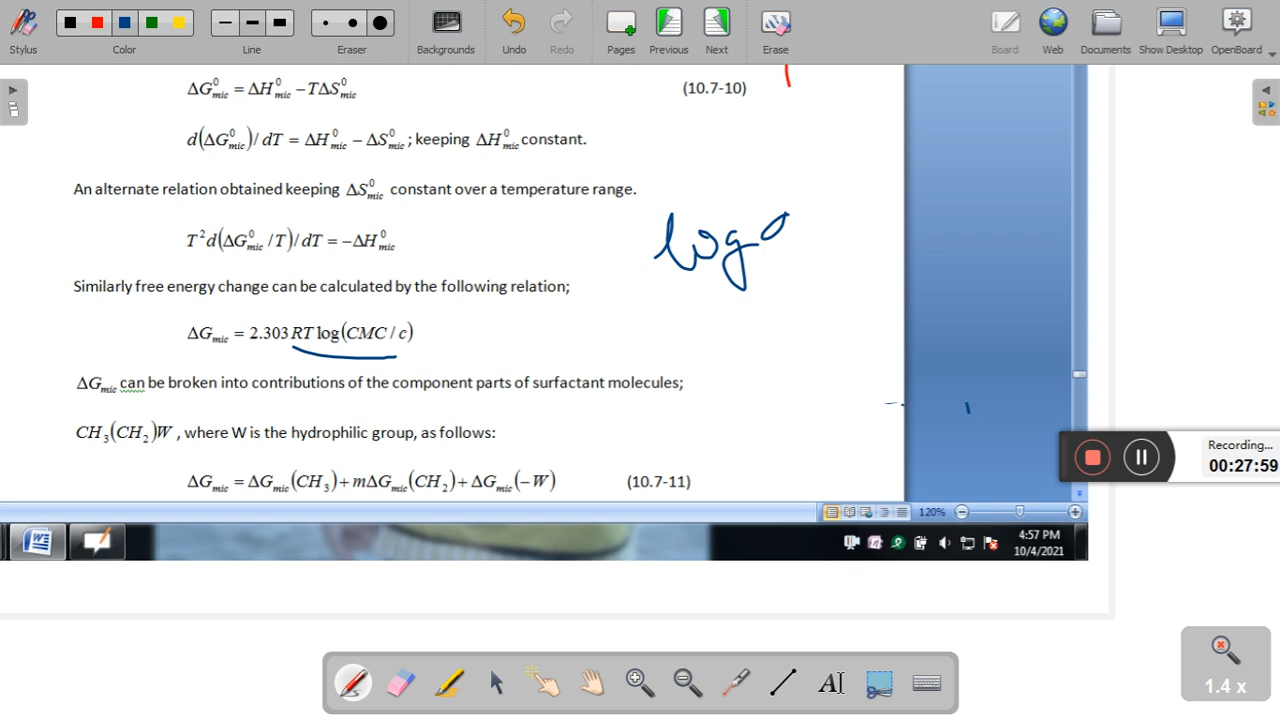 Stylus Color Line Eraser Backgrounds Undo Redo Pages Previous Next Erase Board Web Documents Show Desktop OpenBoard
ΔG⁰mic = ΔH⁰mic − TΔS⁰mic (10.7-10)
d(ΔG⁰mic)/dT = ΔH⁰mic − ΔS⁰mic ; keeping ΔH⁰mic constant.
An alternate relation obtained keeping ΔS⁰mic constant over a temperature range.
log
T²d(ΔG⁰mic /T)/dT = −ΔH⁰mic
Similarly free energy change can be calculated by the following relation;
ΔGmic = 2.303 RT log(CMC / c)
ΔGmic can be broken into contributions of the component parts of surfactant molecules;
CH3(CH2)W , where W is the hydrophilic group, as follows:
Recording...
00:27:59
ΔGmic = ΔGmic(CH3) + mΔGmic(CH2) + ΔGmic(−W) (10.7-11)
120%
4:57 PM
10/4/2021
1.4 x